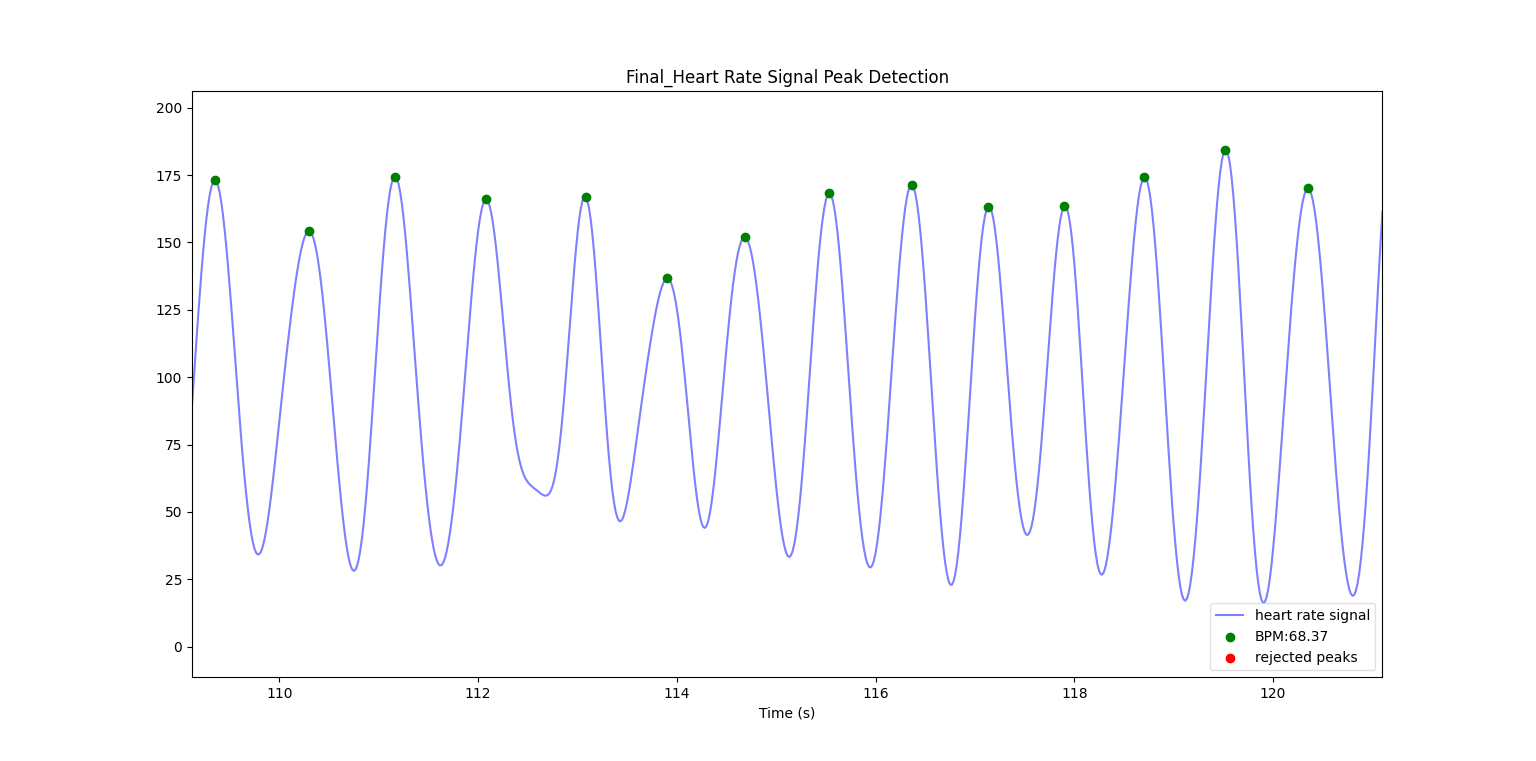 Final_Heart Rate Signal Peak Detection
200
175
150
125
100
75
50
25
0
heart rate signal
BPM:68.37
rejected peaks
110 112 114 116 118 120
Time (s)